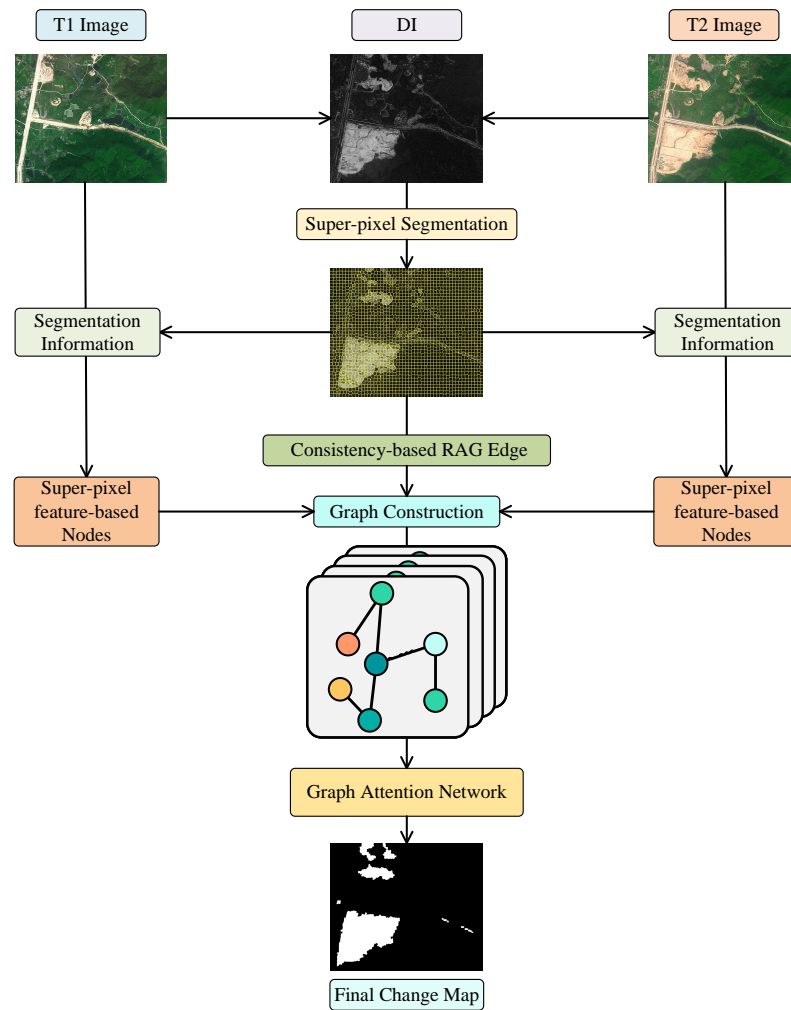 T1 Image
DI
T2 Image
Super-pixel Segmentation
Segmentation
Information
Segmentation
Information
Consistency-based RAG Edge
Super-pixel
feature-based
Nodes
Graph Construction
Super-pixel
feature-based
Nodes
Graph Attention Network
Final Change Map